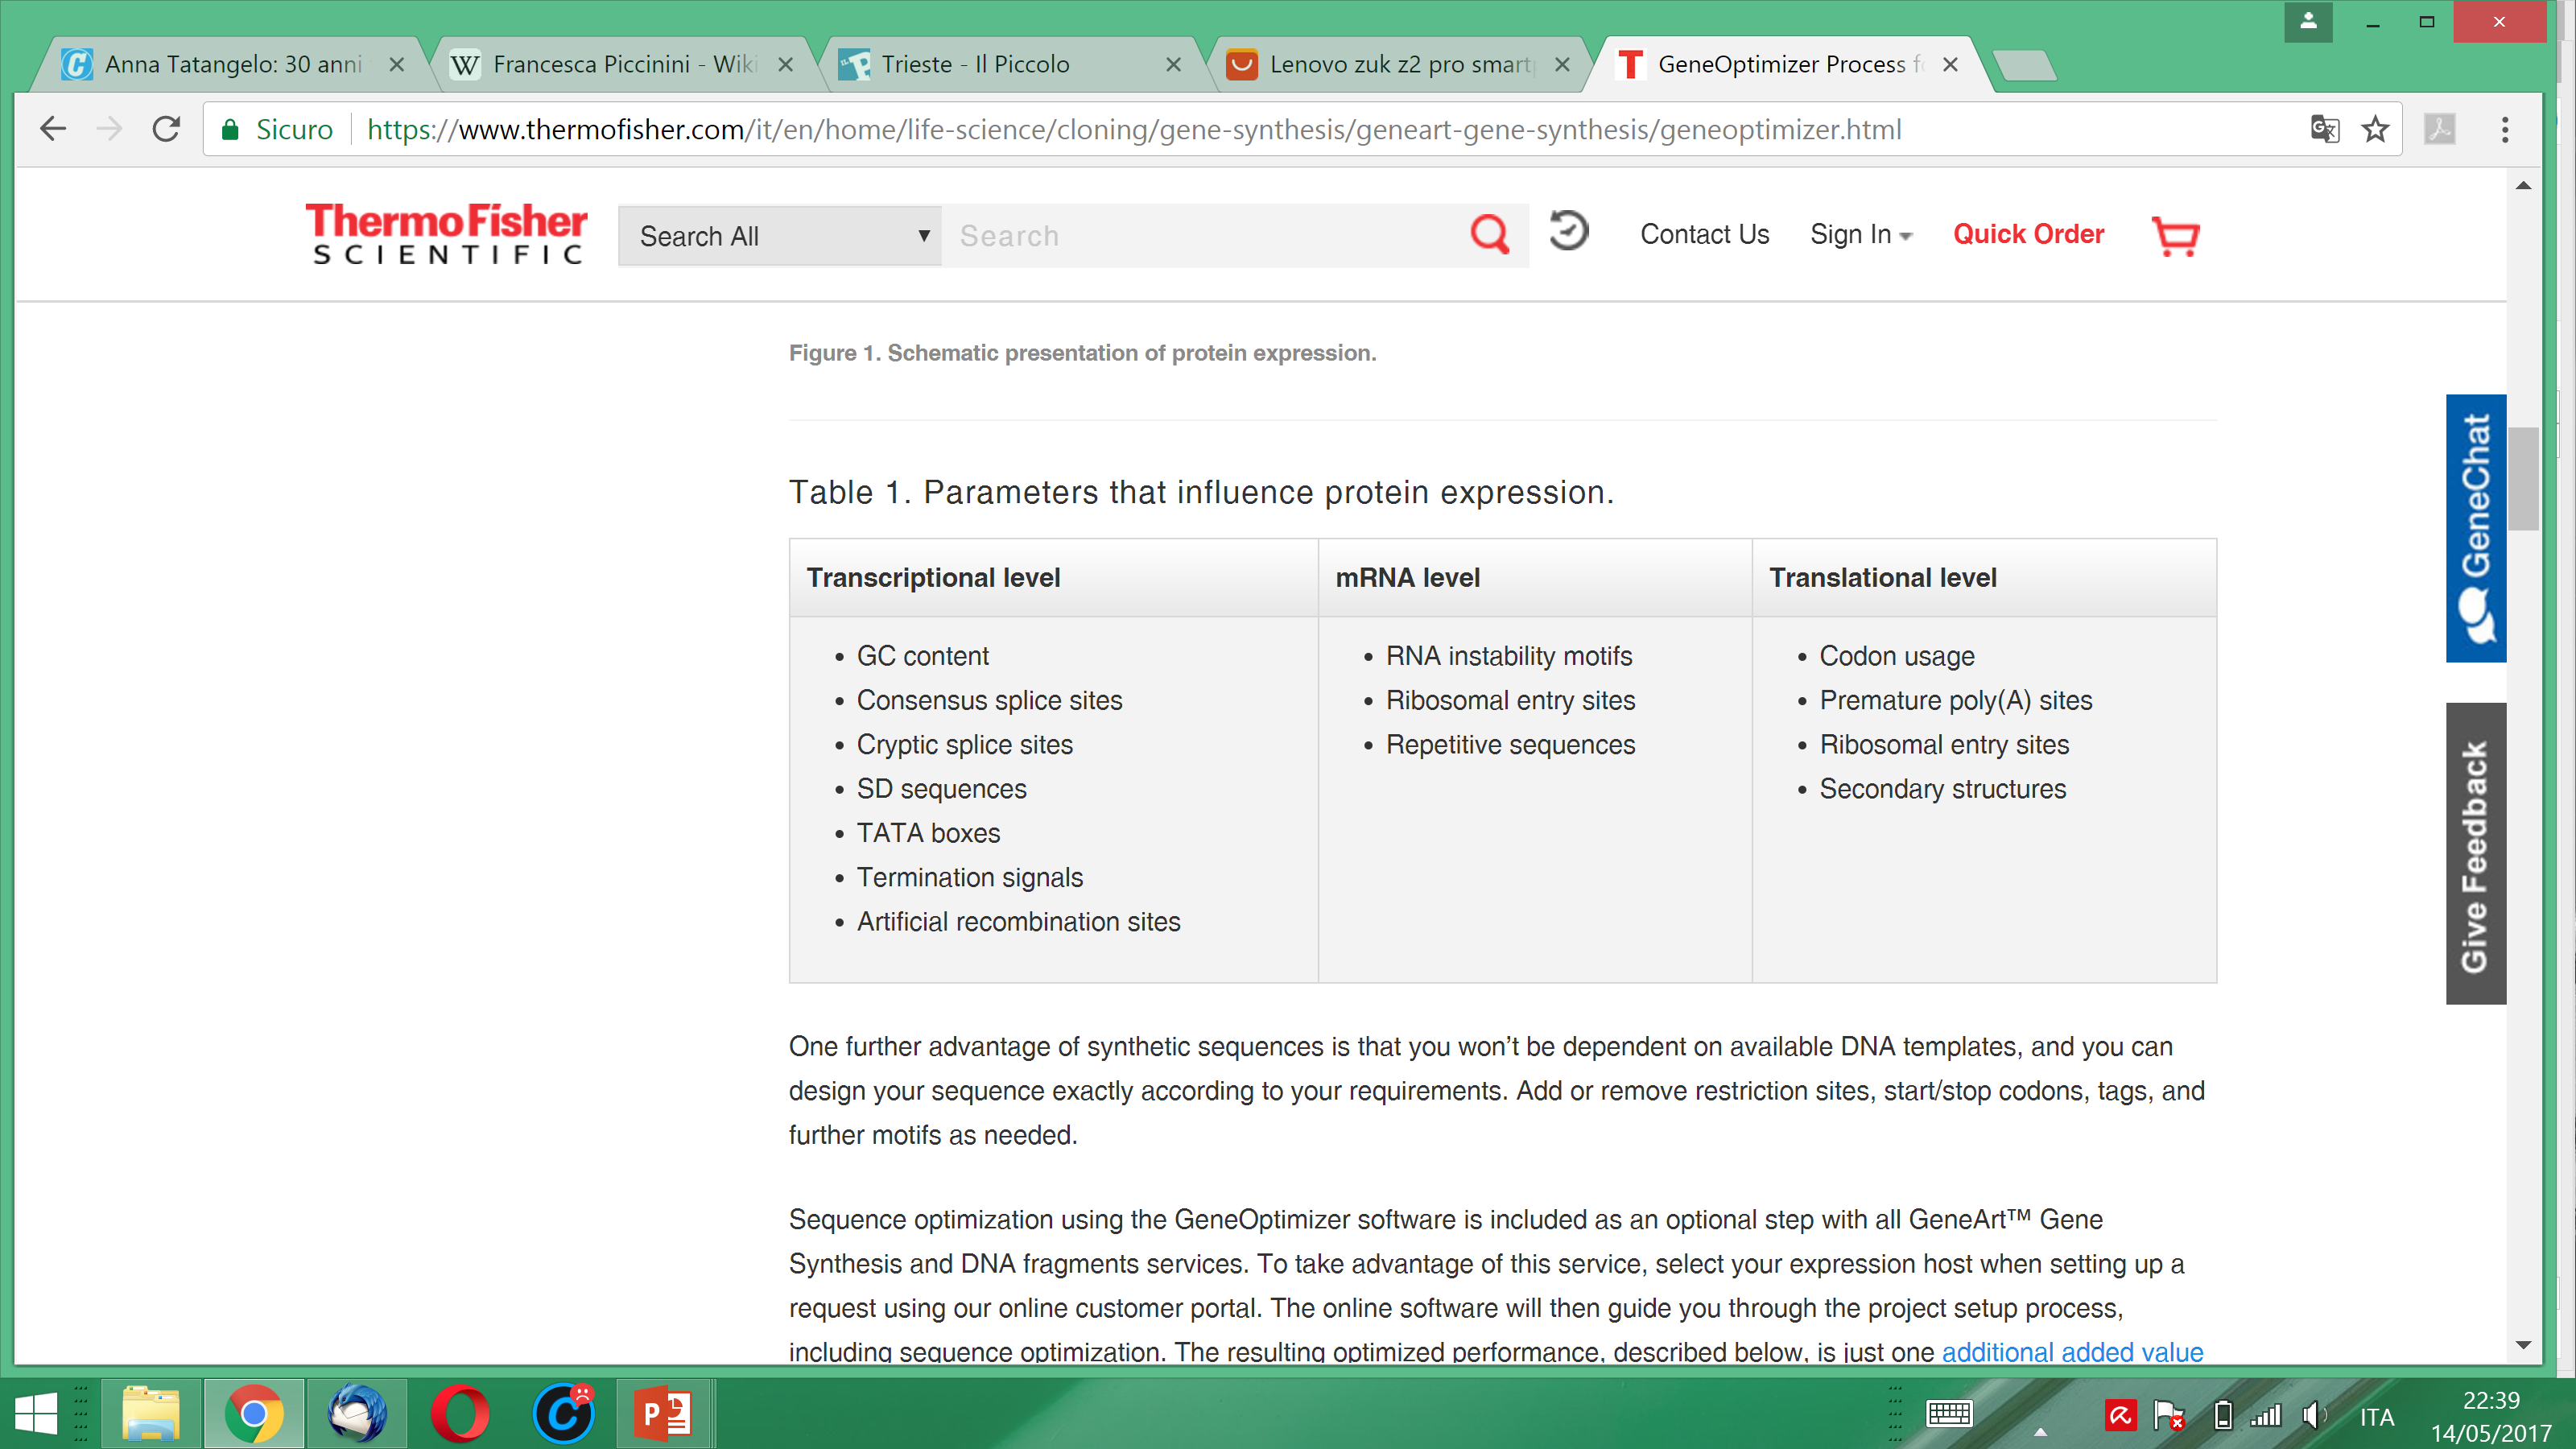 Anna Tatangelo: 30 anni
Francesca Piccinini - Wiki
Trieste - Il Piccolo
Lenovo zuk z2 pro smart
GeneOptimizer Process fo
Sicuro
https://www.thermofisher.com/it/en/home/life-science/cloning/gene-synthesis/geneart-gene-synthesis/geneoptimizer.html
ThermoFisher
SCIENTIFIC
Search All
Search
Contact Us
Sign In
Quick Order
Figure 1. Schematic presentation of protein expression.
Table 1. Parameters that influence protein expression.
Transcriptional level
mRNA level
Translational level
• GC content
• Consensus splice sites
• Cryptic splice sites
• SD sequences
• TATA boxes
• Termination signals
• Artificial recombination sites
• RNA instability motifs
• Ribosomal entry sites
• Repetitive sequences
• Codon usage
• Premature poly(A) sites
• Ribosomal entry sites
• Secondary structures
One further advantage of synthetic sequences is that you won’t be dependent on available DNA templates, and you can
design your sequence exactly according to your requirements. Add or remove restriction sites, start/stop codons, tags, and
further motifs as needed.
Sequence optimization using the GeneOptimizer software is included as an optional step with all GeneArt™ Gene
Synthesis and DNA fragments services. To take advantage of this service, select your expression host when setting up a
request using our online customer portal. The online software will then guide you through the project setup process,
including sequence optimization. The resulting optimized performance, described below, is just one additional added value
GeneChat
Give Feedback
ITA
22:39
14/05/2017